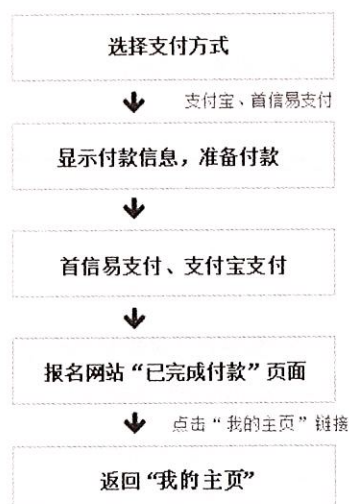 选择支付方式
支付宝、首信易支付
显示付款信息，准备付款
首信易支付、支付宝支付
报名网站“已完成付款”页面
点击“我的主页”链接
返回“我的主页”